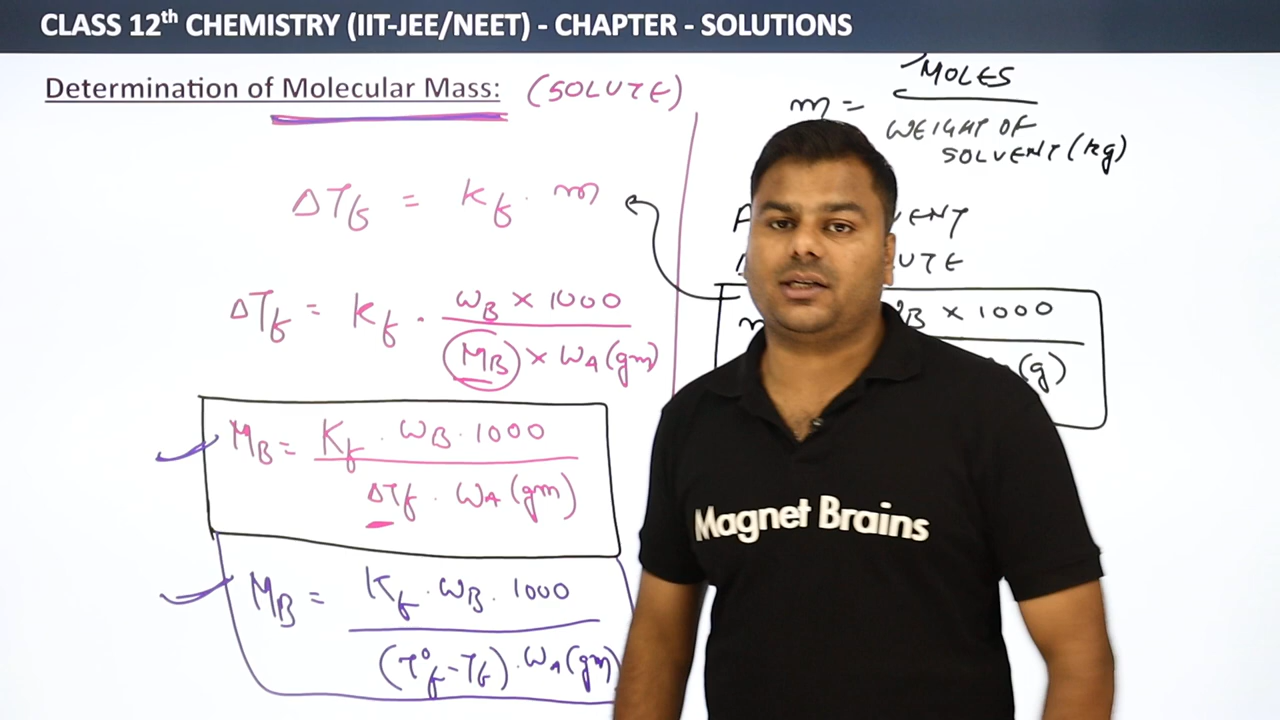 CLASS 12th CHEMISTRY (IIT-JEE/NEET) - CHAPTER - SOLUTIONS
Determination of Molecular Mass: (SOLUTE)
ΔTf = Kf · m
ΔTf = Kf · WB × 1000 / MB × WA (gm)
MB = Kf · WB · 1000 / ΔTf · WA (gm)
MB = Kf · WB · 1000 / (T°f - Tf) · WA (gm)
m = MOLES / WEIGHT OF SOLVENT (kg)
B × 1000
(g)
Magnet Brains